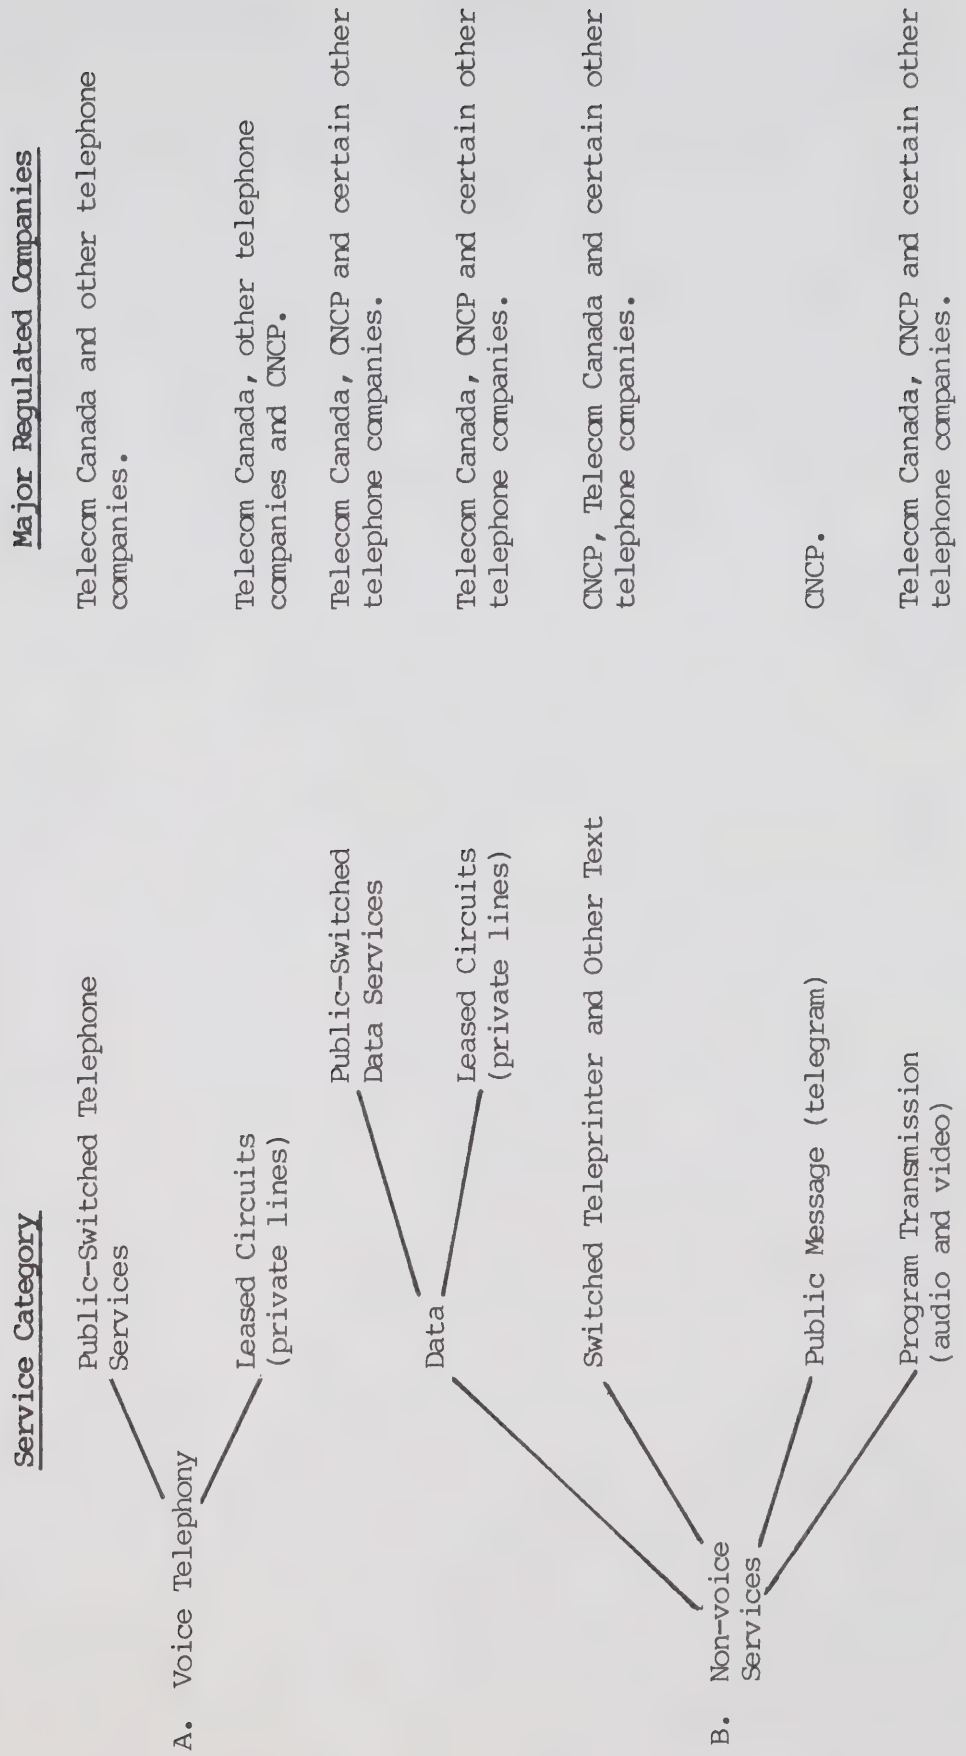 Service Category
Major Regulated Companies
A. Voice Telephony
Public-Switched Telephone
Services
Telecom Canada and other telephone
companies.
Leased Circuits
(private lines)
Telecom Canada, other telephone
companies and CNCP.
B. Non-voice
Services
Data
Public-Switched
Data Services
Telecom Canada, CNCP and certain other
telephone companies.
Leased Circuits
(private lines)
Telecom Canada, CNCP and certain other
telephone companies.
Switched Teleprinter and Other Text
CNCP, Telecom Canada and certain other
telephone companies.
Public Message (telegram)
CNCP.
Program Transmission
(audio and video)
Telecom Canada, CNCP and certain other
telephone companies.